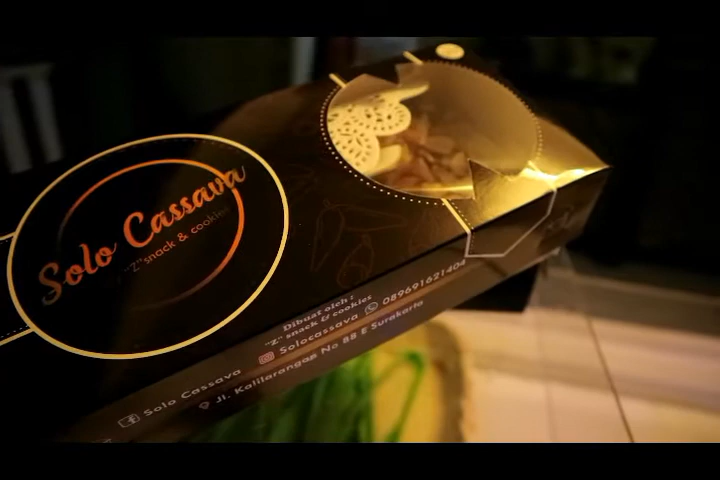 Solo Cassava
"Z" snack & cookies
Dibuat oleh :
"Z" snack & cookies
Solocassava 089691621404
Solo Cassava
Jl. Kalilarangan No 88 E Surakarta